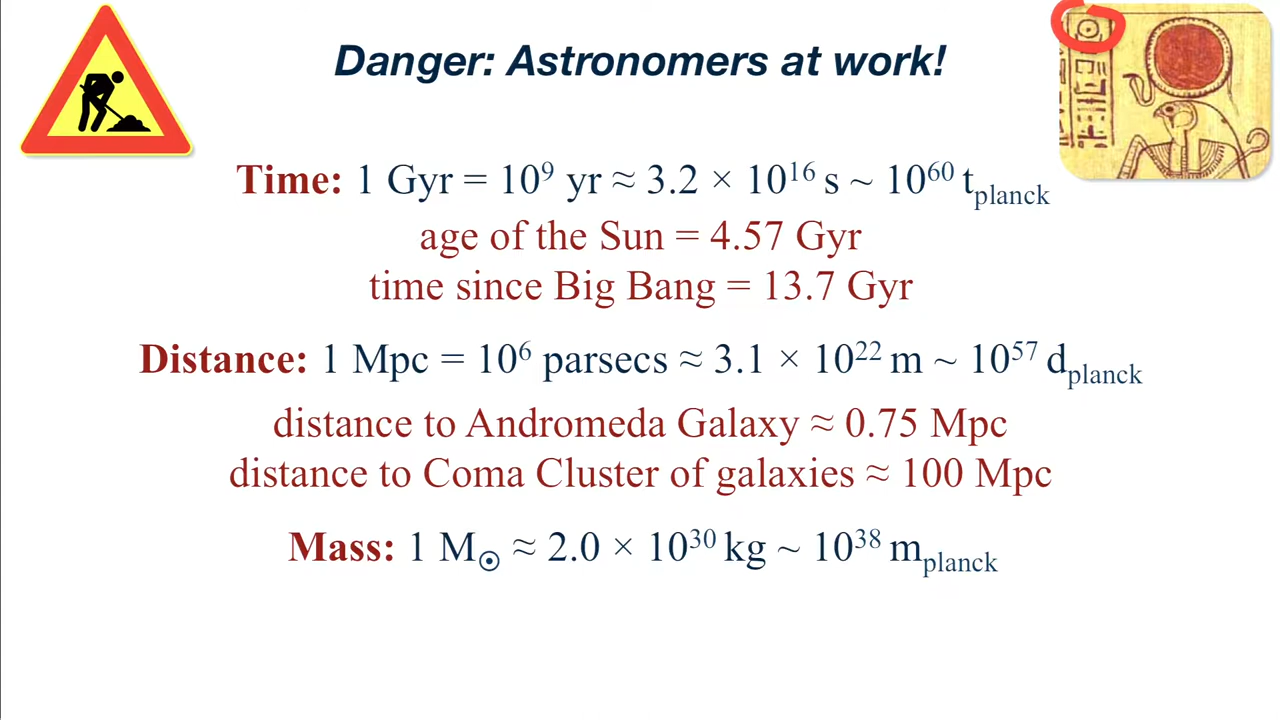 Danger: Astronomers at work!
Time: 1 Gyr = 10⁹ yr ≈ 3.2 × 10¹⁶ s ~ 10⁶⁰ t_planck
age of the Sun = 4.57 Gyr
time since Big Bang = 13.7 Gyr
Distance: 1 Mpc = 10⁶ parsecs ≈ 3.1 × 10²² m ~ 10⁵⁷ d_planck
distance to Andromeda Galaxy ≈ 0.75 Mpc
distance to Coma Cluster of galaxies ≈ 100 Mpc
Mass: 1 M_⊙ ≈ 2.0 × 10³⁰ kg ~ 10³⁸ m_planck